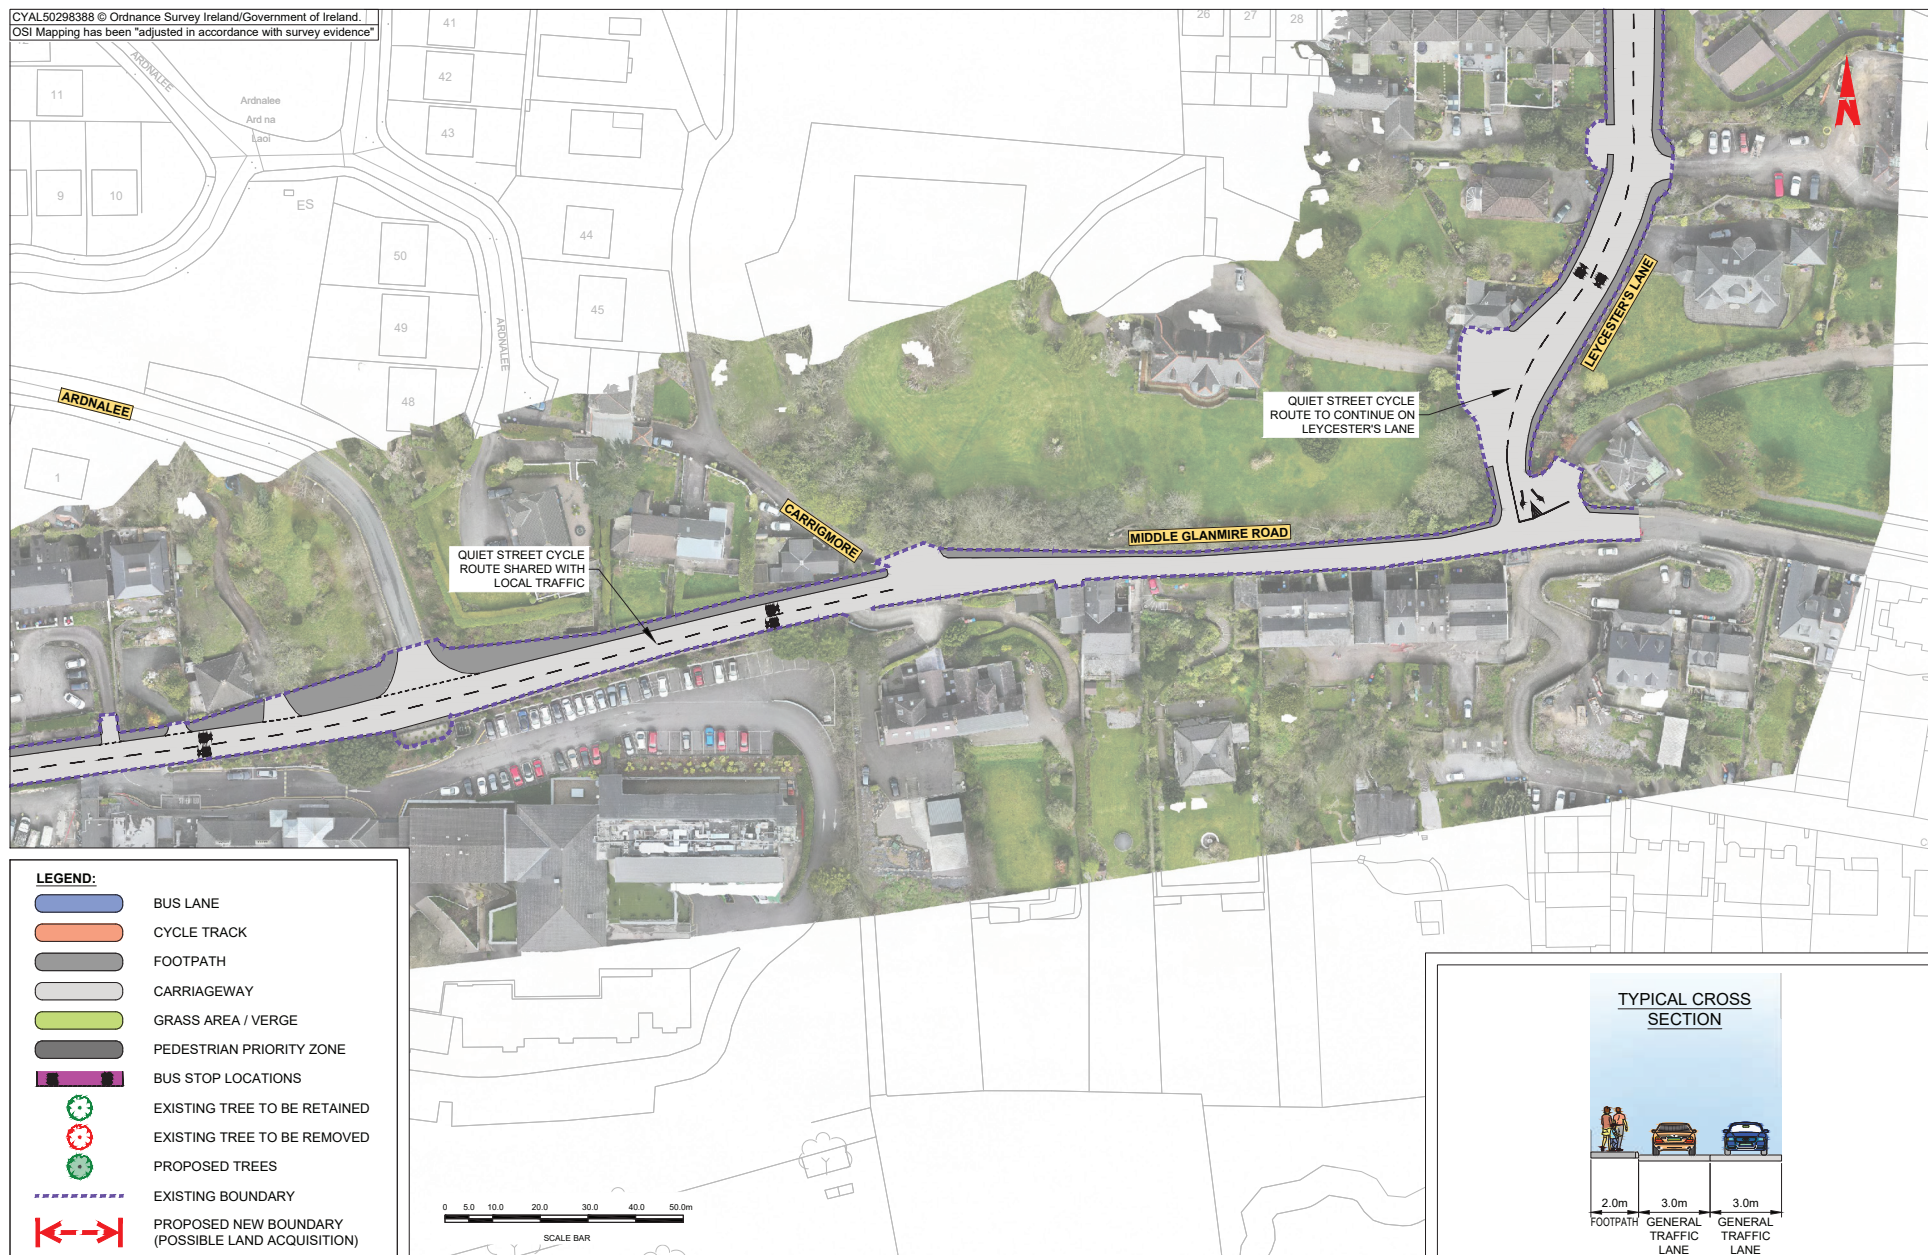 CYAL50298388 © Ordnance Survey Ireland/Government of Ireland.
OSI Mapping has been "adjusted in accordance with survey evidence"
41
26
27
28
42
43
11
ARDNALEE
Ardnalee
Ard na
Laoi
9
10
ES
44
50
45
49
ARDNALEE
48
1
N
ARDNALEE
LEYCESTER'S LANE
QUIET STREET CYCLE
ROUTE TO CONTINUE ON
LEYCESTER'S LANE
CARRIGMORE
MIDDLE GLANMIRE ROAD
QUIET STREET CYCLE
ROUTE SHARED WITH
LOCAL TRAFFIC
LEGEND:
BUS LANE
CYCLE TRACK
FOOTPATH
CARRIAGEWAY
GRASS AREA / VERGE
PEDESTRIAN PRIORITY ZONE
BUS STOP LOCATIONS
EXISTING TREE TO BE RETAINED
EXISTING TREE TO BE REMOVED
PROPOSED TREES
EXISTING BOUNDARY
PROPOSED NEW BOUNDARY
(POSSIBLE LAND ACQUISITION)
0 5.0 10.0 20.0 30.0 40.0 50.0m
SCALE BAR
TYPICAL CROSS
SECTION
2.0m 3.0m 3.0m
FOOTPATH GENERAL GENERAL
TRAFFIC TRAFFIC
LANE LANE